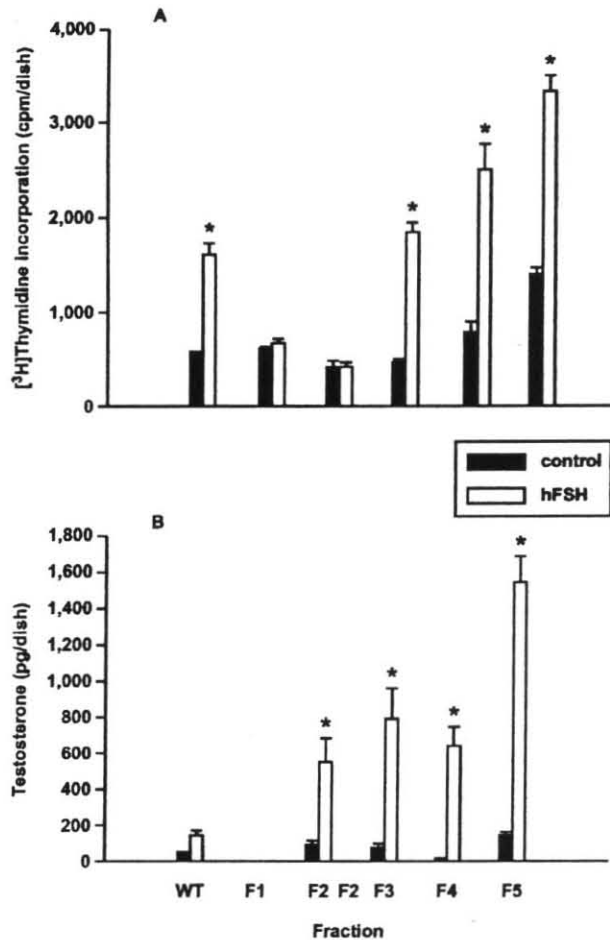 A
[³H]Thymidine Incorporation (cpm/dish)
4,000
3,000
2,000
1,000
0
* * * *
control
hFSH
B
Testosterone (pg/dish)
1,800
1,600
1,400
1,200
1,000
800
600
400
200
0
* * * *
WT F1 F2 F2 F3 F4 F5
Fraction